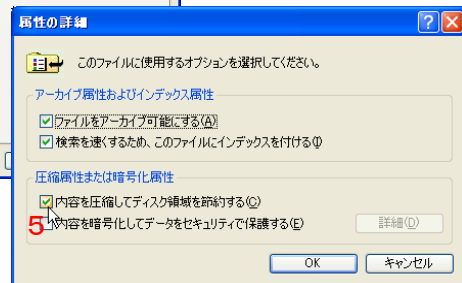 属性の詳細
このファイルに使用するオプションを選択してください。
アーカイブ属性およびインデックス属性
ファイルをアーカイブ可能にする(A)
検索を速くするため、このファイルにインデックスを付ける(I)
圧縮属性または暗号化属性
内容を圧縮してディスク領域を節約する(C)
5 内容を暗号化してデータをセキュリティで保護する(E) 詳細(D)
OK キャンセル